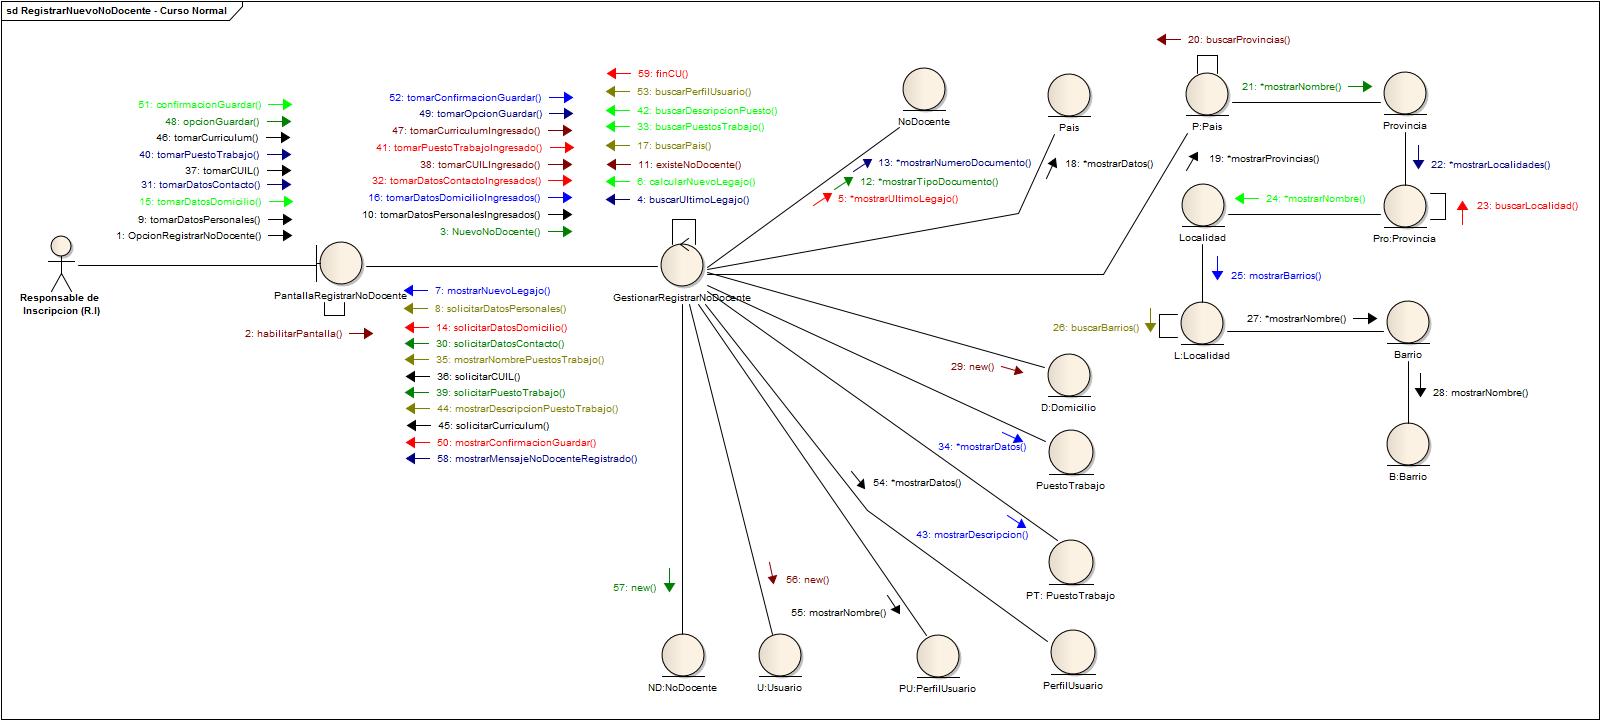 sd RegistrarNuevoNoDocente - Curso Normal
51: confirmacionGuardar()
48: opcionGuardar()
46: tomarCurriculum()
40: tomarPuestoTrabajo()
37: tomarCUIL()
31: tomarDatosContacto()
15: tomarDatosDomicilio()
9: tomarDatosPersonales()
1: OpcionRegistrarNoDocente()
Responsable de
Inscripcion (R.I)
PantallaRegistrarNoDocente
2: habilitarPantalla()
52: tomarConfirmacionGuardar()
49: tomarOpcionGuardar()
47: tomarCurriculumIngresado()
41: tomarPuestoTrabajoIngresado()
38: tomarCUILIngresado()
32: tomarDatosContactoIngresados()
16: tomarDatosDomicilioIngresados()
10: tomarDatosPersonalesIngresados()
3: NuevoNoDocente()
7: mostrarNuevoLegajo()
8: solicitarDatosPersonales()
14: solicitarDatosDomicilio()
30: solicitarDatosContacto()
35: mostrarNombrePuestosTrabajo()
36: solicitarCUIL()
39: solicitarPuestoTrabajo()
44: mostrarDescripcionPuestoTrabajo()
45: solicitarCurriculum()
50: mostrarConfirmacionGuardar()
58: mostrarMensajeNoDocenteRegistrado()
59: finCU()
53: buscarPerfilUsuario()
42: buscarDescripcionPuesto()
33: buscarPuestosTrabajo()
17: buscarPais()
11: existeNoDocente()
6: calcularNuevoLegajo()
4: buscarUltimoLegajo()
GestionarRegistrarNoDocente
NoDocente
13: *mostrarNumeroDocumento()
12: *mostrarTipoDocumento()
5: *mostrarUltimoLegajo()
Pais
18: *mostrarDatos()
20: buscarProvincias()
P:Pais
19: *mostrarProvincias()
21: *mostrarNombre()
Provincia
22: *mostrarLocalidades()
Pro:Provincia
23: buscarLocalidad()
24: *mostrarNombre()
Localidad
25: mostrarBarrios()
26: buscarBarrios()
L:Localidad
27: *mostrarNombre()
Barrio
28: mostrarNombre()
B:Barrio
29: new()
D:Domicilio
34: *mostrarDatos()
PuestoTrabajo
43: mostrarDescripcion()
PT: PuestoTrabajo
54: *mostrarDatos()
PerfilUsuario
55: mostrarNombre()
PU:PerfilUsuario
56: new()
U:Usuario
57: new()
ND:NoDocente